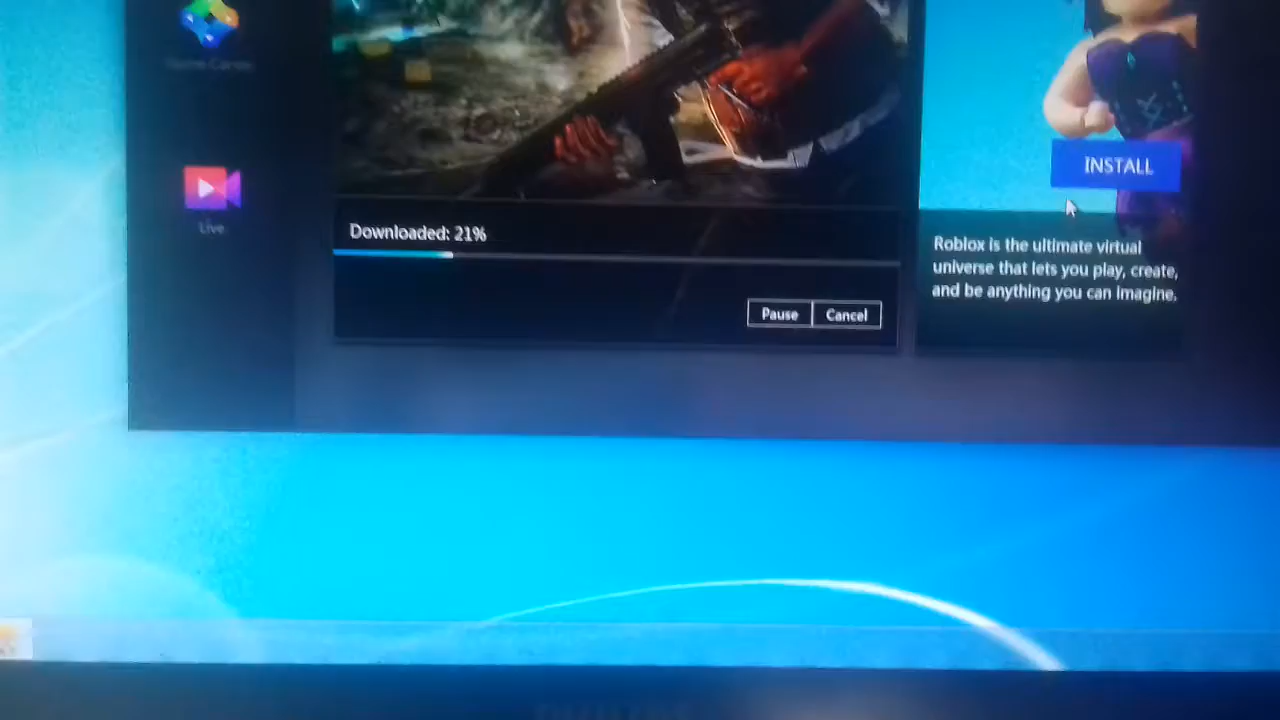 Live
Downloaded: 21%
Pause
Cancel
INSTALL
Roblox is the ultimate virtual
universe that lets you play, create,
and be anything you can imagine.